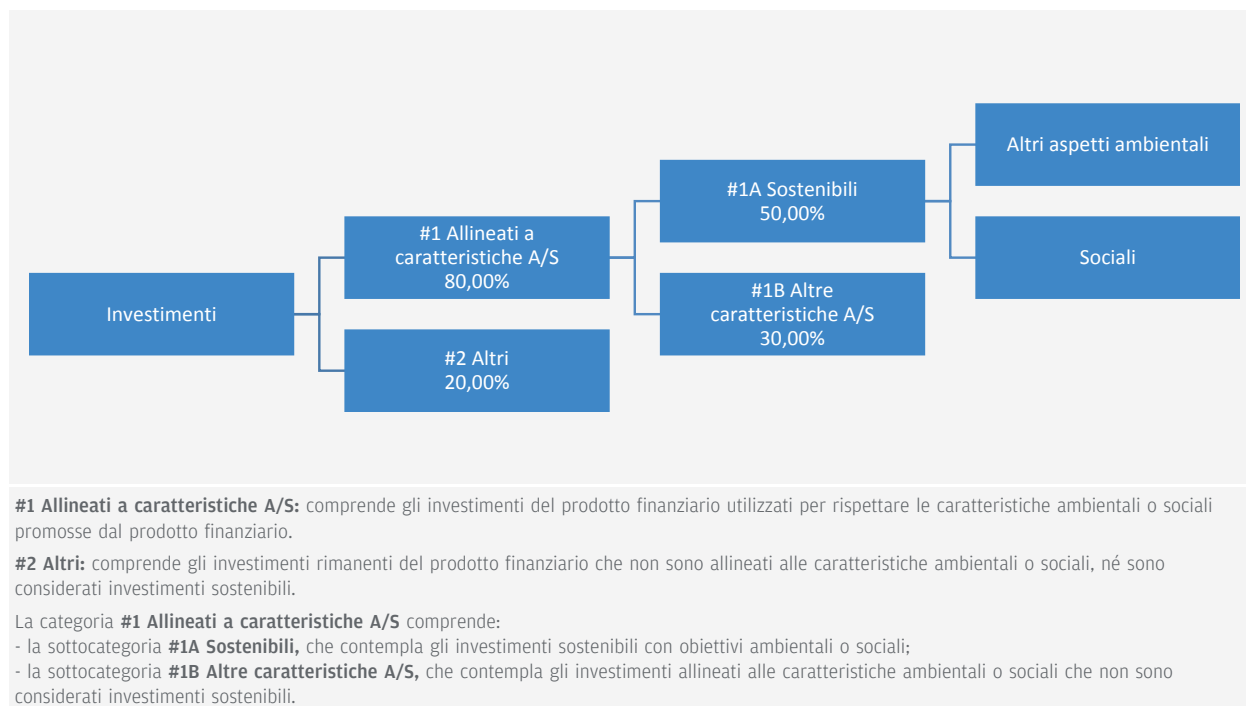 Investimenti
#1 Allineati a
caratteristiche A/S
80,00%
#2 Altri
20,00%
#1A Sostenibili
50,00%
#1B Altre
caratteristiche A/S
30,00%
Altri aspetti ambientali
Sociali
#1 Allineati a caratteristiche A/S: comprende gli investimenti del prodotto finanziario utilizzati per rispettare le caratteristiche ambientali o sociali
promosse dal prodotto finanziario.
#2 Altri: comprende gli investimenti rimanenti del prodotto finanziario che non sono allineati alle caratteristiche ambientali o sociali, né sono
considerati investimenti sostenibili.
La categoria #1 Allineati a caratteristiche A/S comprende:
- la sottocategoria #1A Sostenibili, che contempla gli investimenti sostenibili con obiettivi ambientali o sociali;
- la sottocategoria #1B Altre caratteristiche A/S, che contempla gli investimenti allineati alle caratteristiche ambientali o sociali che non sono
considerati investimenti sostenibili.